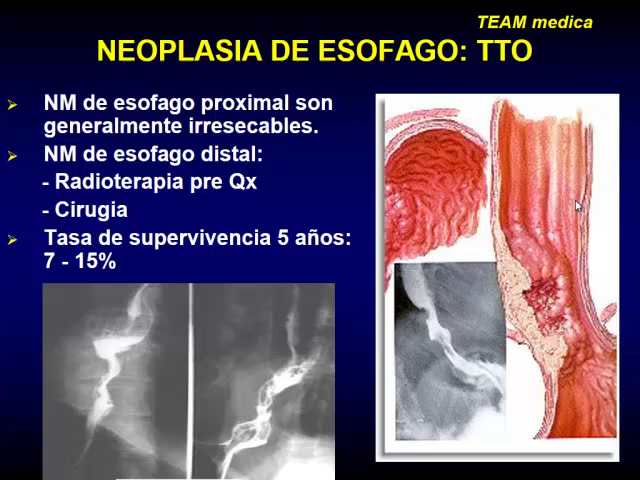 TEAM medica
NEOPLASIA DE ESOFAGO: TTO
NM de esofago proximal son
generalmente irresecables.
NM de esofago distal:
- Radioterapia pre Qx
- Cirugia
Tasa de supervivencia 5 años:
7 - 15%